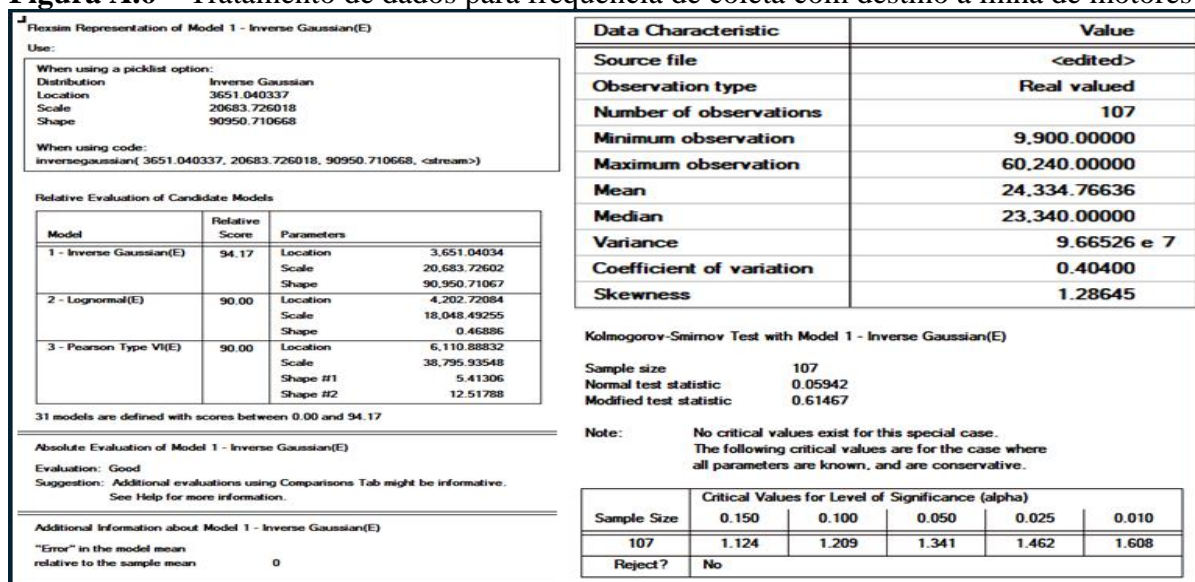 Figura A.6 – Tratamento de dados para frequência de coleta com destino a linha de motores
Flexsim Representation of Model 1 - Inverse Gaussian(E)
Use:
When using a picklist option:
Distribution Inverse Gaussian
Location 3651.040337
Scale 20683.726018
Shape 90950.710668
When using code:
inversegaussian( 3651.040337, 20683.726018, 90950.710668, <stream>)
Relative Evaluation of Candidate Models
Model Relative Score Parameters
1 - Inverse Gaussian(E) 94.17 Location 3,651.04034
Scale 20,683.72602
Shape 90,950.71067
2 - Lognormal(E) 90.00 Location 4,202.72084
Scale 18,048.49255
Shape 0.46886
3 - Pearson Type VI(E) 90.00 Location 6,110.88832
Scale 38,795.93548
Shape #1 5.41306
Shape #2 12.51788
31 models are defined with scores between 0.00 and 94.17
Absolute Evaluation of Model 1 - Inverse Gaussian(E)
Evaluation: Good
Suggestion: Additional evaluations using Comparisons Tab might be informative.
See Help for more information.
Additional Information about Model 1 - Inverse Gaussian(E)
"Error" in the model mean
relative to the sample mean 0
Data Characteristic Value
Source file <edited>
Observation type Real valued
Number of observations 107
Minimum observation 9,900.00000
Maximum observation 60,240.00000
Mean 24,334.76636
Median 23,340.00000
Variance 9.66526 e 7
Coefficient of variation 0.40400
Skewness 1.28645
Kolmogorov-Smirnov Test with Model 1 - Inverse Gaussian(E)
Sample size 107
Normal test statistic 0.05942
Modified test statistic 0.61467
Note: No critical values exist for this special case.
The following critical values are for the case where
all parameters are known, and are conservative.
Critical Values for Level of Significance (alpha)
Sample Size 0.150 0.100 0.050 0.025 0.010
107 1.124 1.209 1.341 1.462 1.608
Reject? No